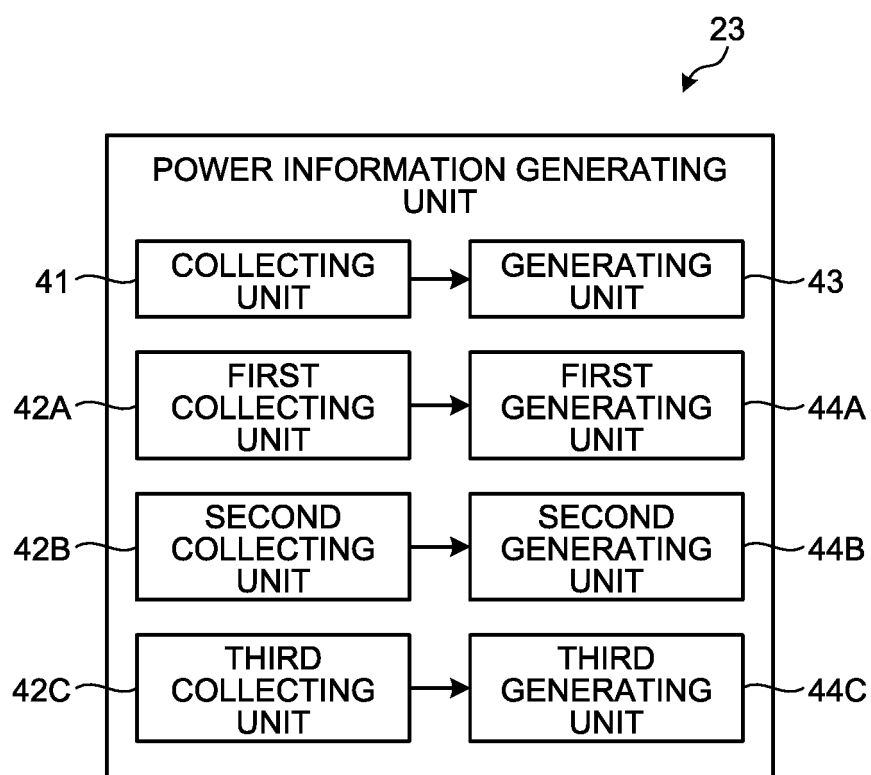 23
POWER INFORMATION GENERATING
UNIT
41
COLLECTING
UNIT
GENERATING
UNIT
43
42A
FIRST
COLLECTING
UNIT
FIRST
GENERATING
UNIT
44A
42B
SECOND
COLLECTING
UNIT
SECOND
GENERATING
UNIT
44B
42C
THIRD
COLLECTING
UNIT
THIRD
GENERATING
UNIT
44C